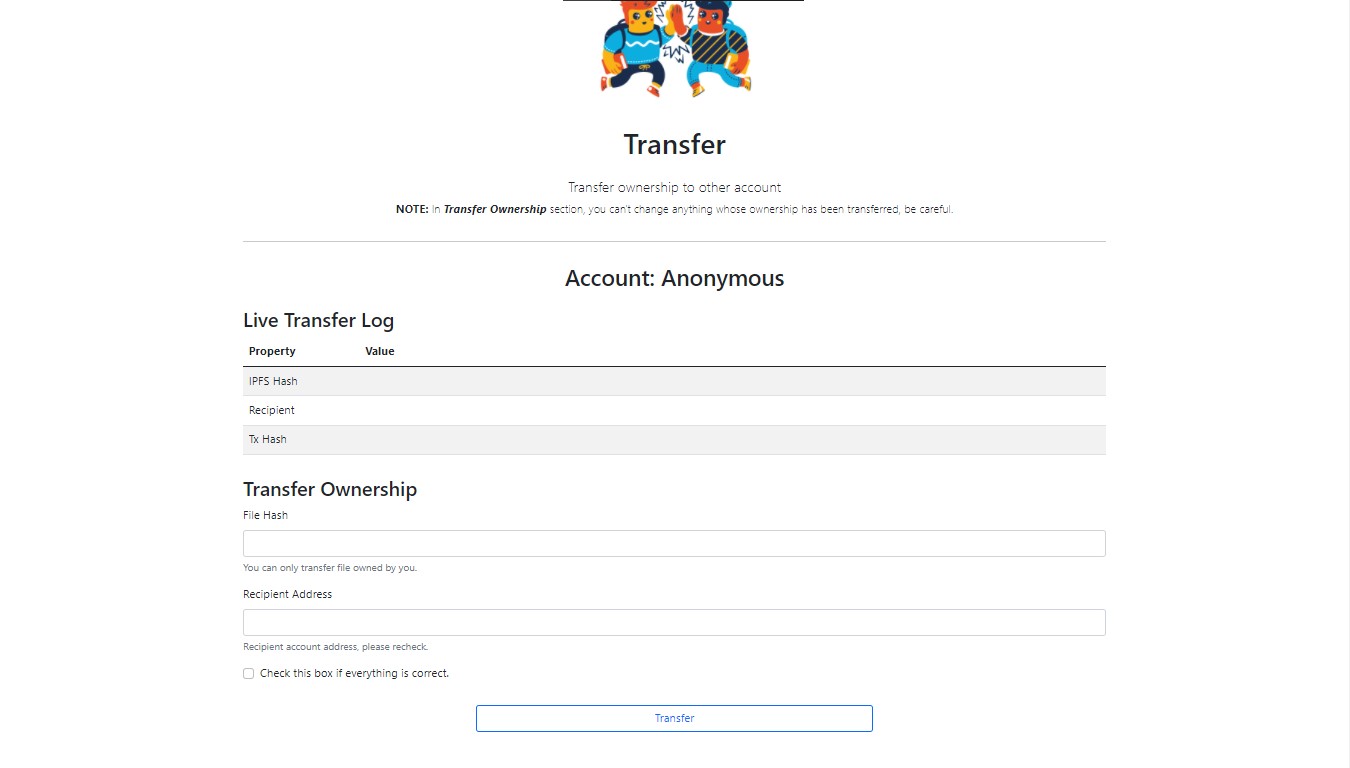 Transfer
Transfer ownership to other account
NOTE: In Transfer Ownership section, you can't change anything whose ownership has been transferred, be careful.
Account: Anonymous
Live Transfer Log
Property Value
IPFS Hash
Recipient
Tx Hash
Transfer Ownership
File Hash
You can only transfer file owned by you.
Recipient Address
Recipient account address, please recheck.
Check this box if everything is correct.
Transfer